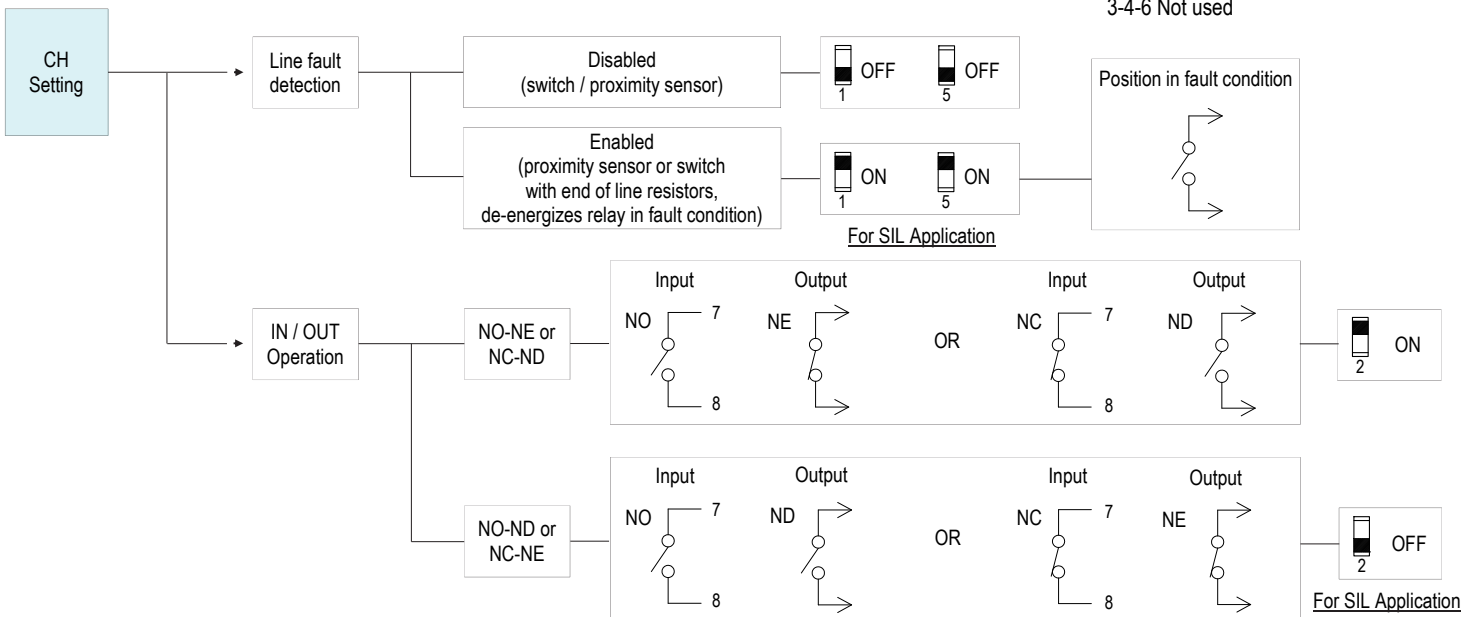 3-4-6 Not used
CH
Setting
Line fault
detection
Disabled
(switch / proximity sensor)
OFF
1
OFF
5
Enabled
(proximity sensor or switch
with end of line resistors,
de-energizes relay in fault condition)
ON
1
ON
5
For SIL Application
Position in fault condition
IN / OUT
Operation
NO-NE or
NC-ND
Input
NO
7
8
Output
NE
OR
Input
NC
7
8
Output
ND
ON
2
NO-ND or
NC-NE
Input
NO
7
8
Output
ND
OR
Input
NC
7
8
Output
NE
OFF
2
For SIL Application